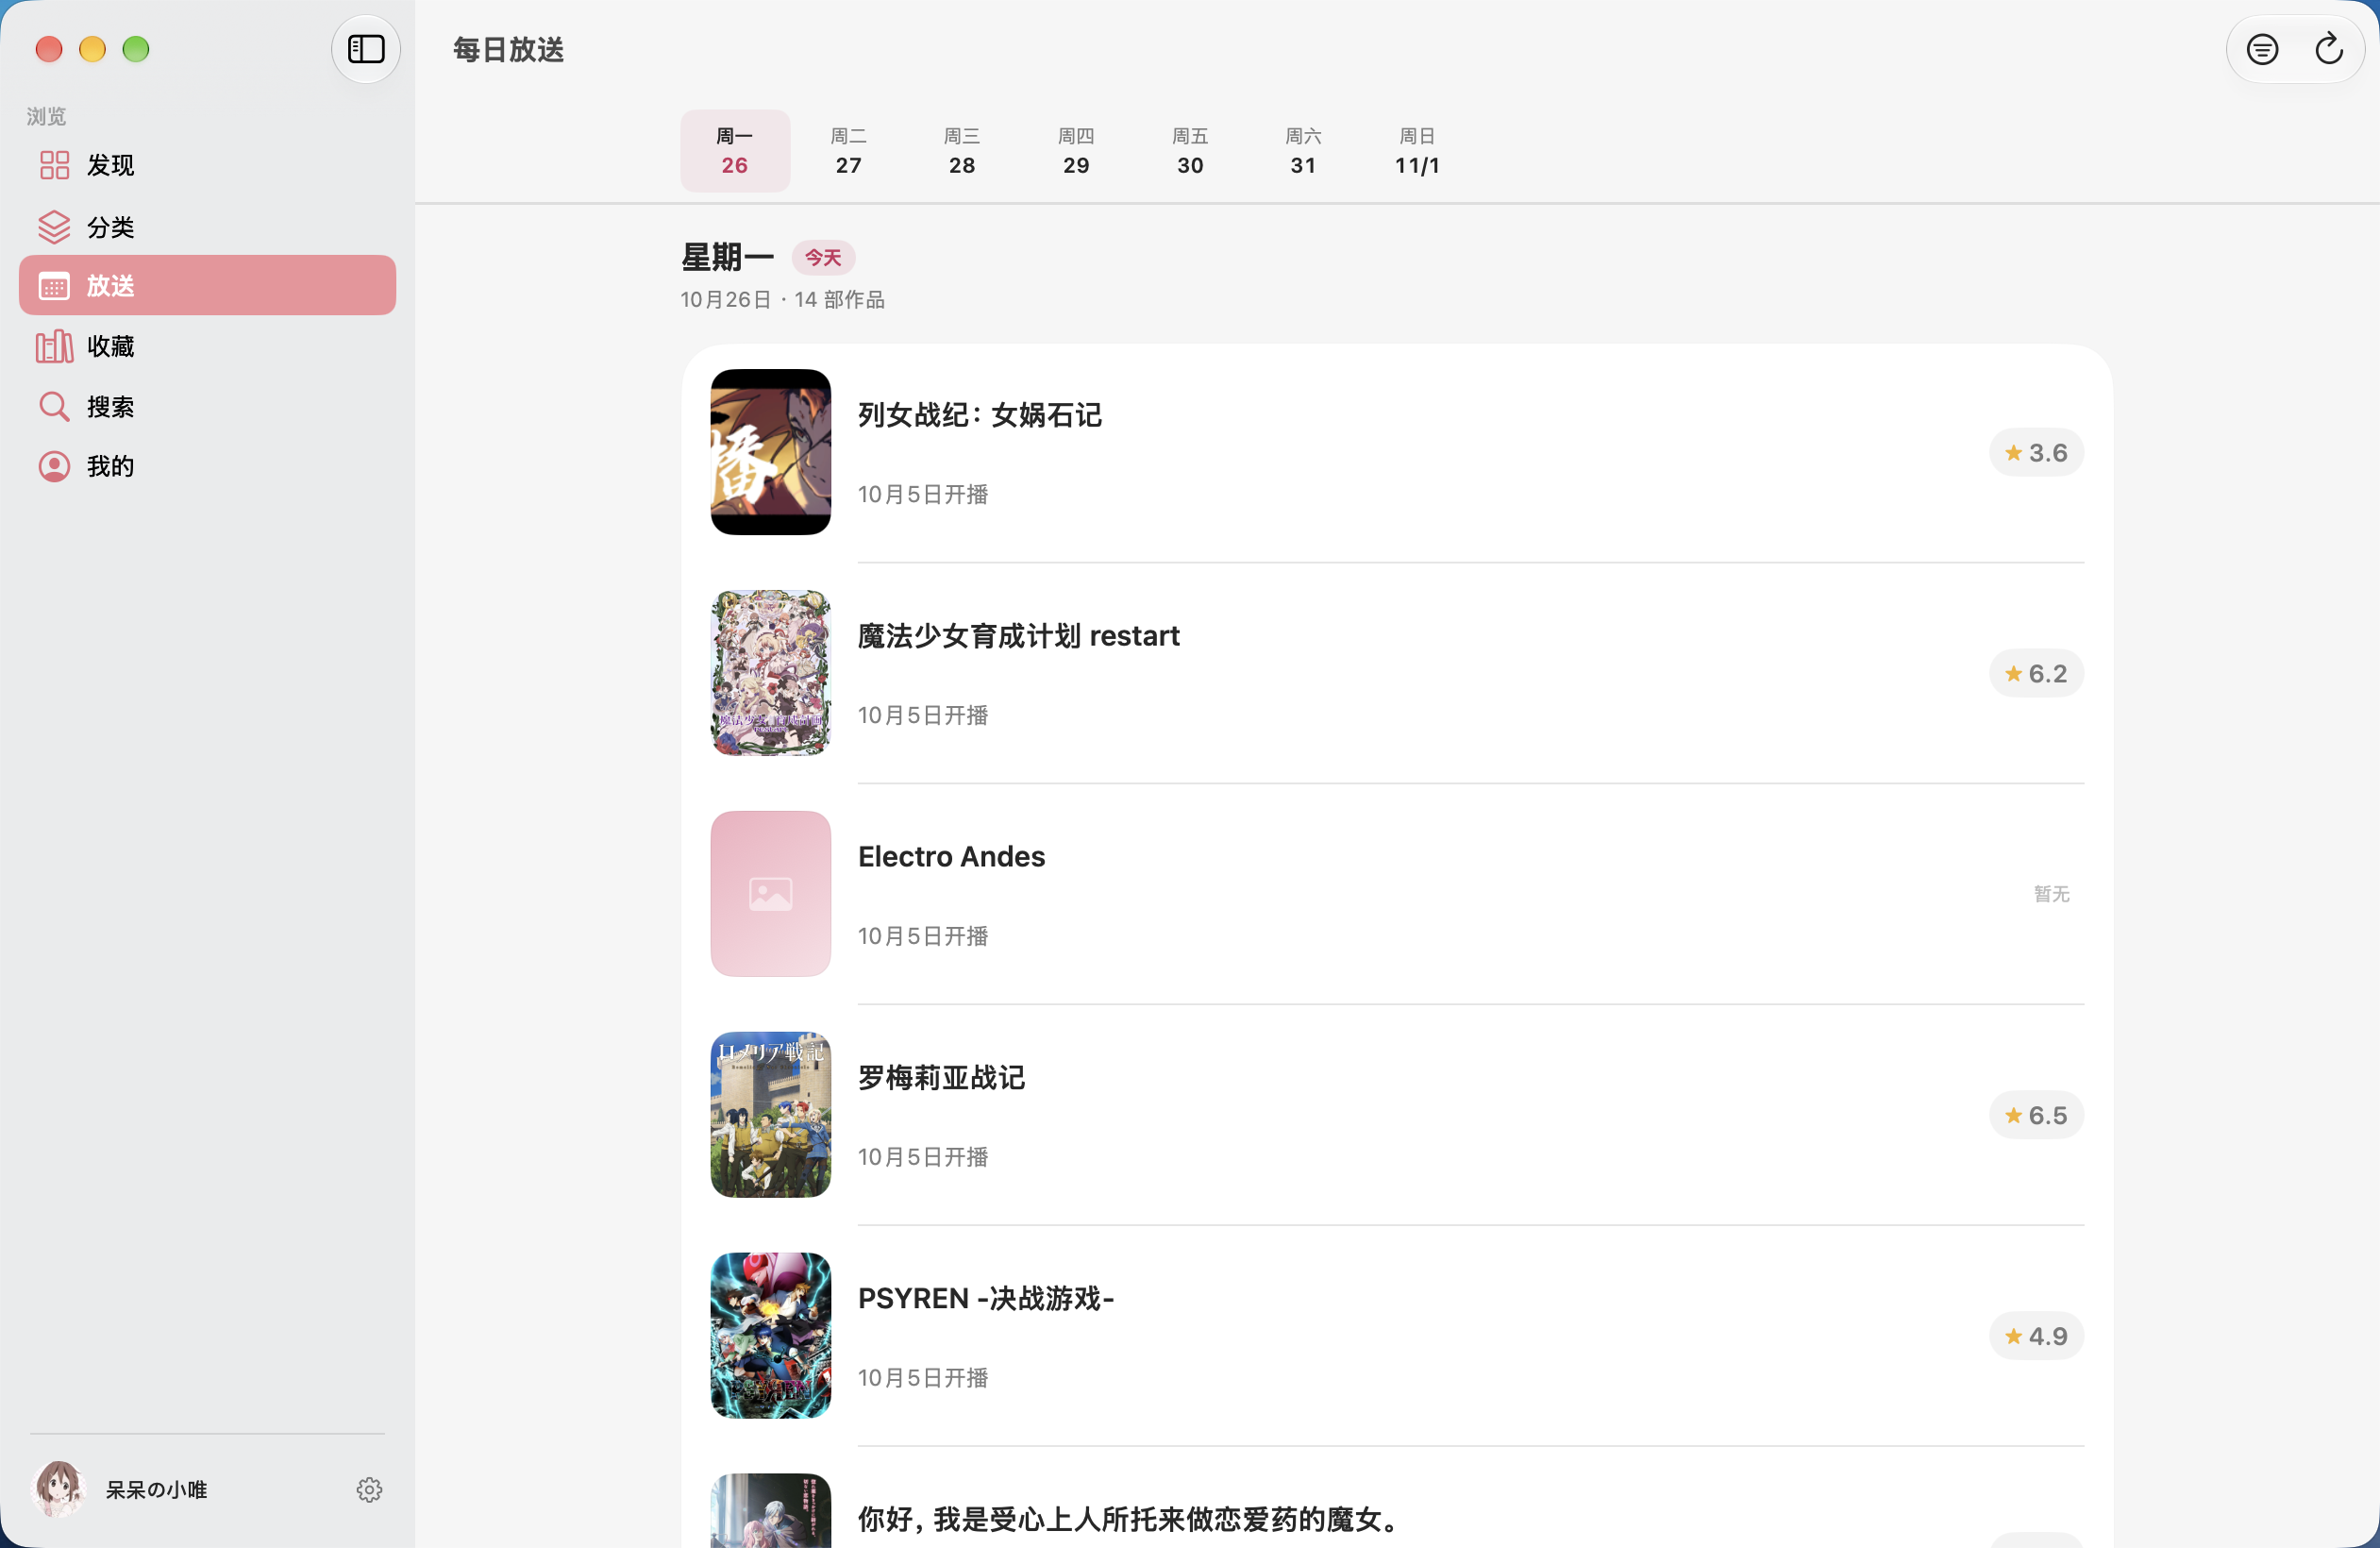 每日放送
浏览
发现
分类
放送
收藏
搜索
我的
呆呆の小唯
周一
26
周二
27
周三
28
周四
29
周五
30
周六
31
周日
11/1
星期一
今天
10月26日 · 14 部作品
幡
列女战纪：女娲石记
10月5日开播
3.6
魔法少女育成计划 restart
10月5日开播
6.2
Electro Andes
10月5日开播
暂无
ロメリア戦記
罗梅莉亚战记
10月5日开播
6.5
PSYREN -决战游戏-
10月5日开播
4.9
你好，我是受心上人所托来做恋爱药的魔女。